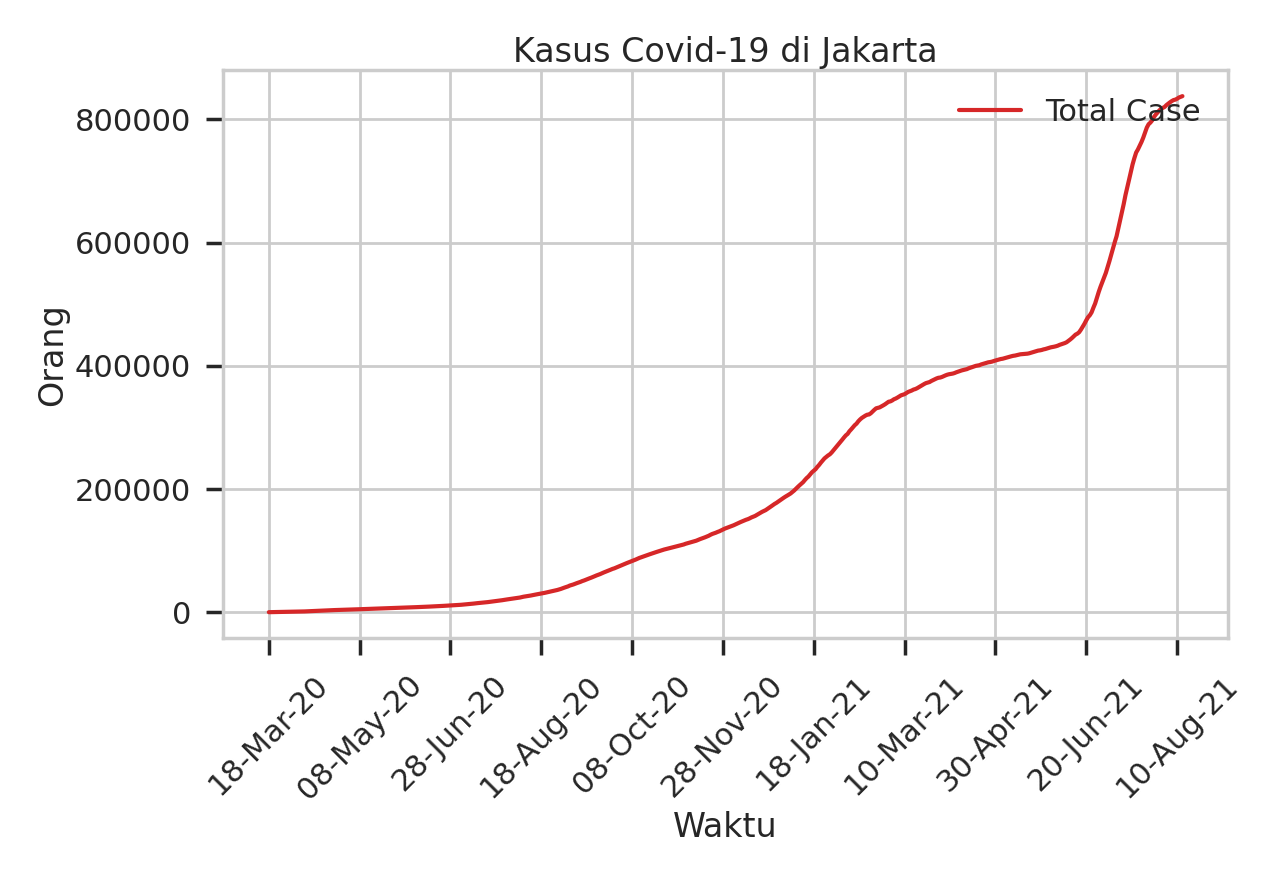 Kasus Covid-19 di Jakarta
Total Case
Orang
800000
600000
400000
200000
0
18-Mar-20
08-May-20
28-Jun-20
18-Aug-20
08-Oct-20
28-Nov-20
18-Jan-21
10-Mar-21
30-Apr-21
20-Jun-21
10-Aug-21
Waktu